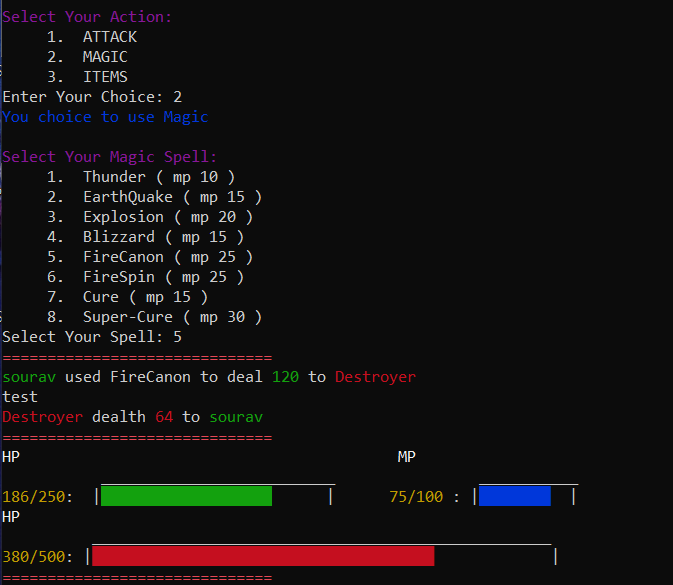 Select Your Action:
1. ATTACK
2. MAGIC
3. ITEMS
Enter Your Choice: 2
You choice to use Magic
Select Your Magic Spell:
1. Thunder ( mp 10 )
2. EarthQuake ( mp 15 )
3. Explosion ( mp 20 )
4. Blizzard ( mp 15 )
5. FireCanon ( mp 25 )
6. FireSpin ( mp 25 )
7. Cure ( mp 15 )
8. Super-Cure ( mp 30 )
Select Your Spell: 5
==============================
sourav used FireCanon to deal 120 to Destroyer
test
Destroyer dealth 64 to sourav
==============================
HP MP
186/250: | | 75/100 : | |
HP
380/500: | |
==============================